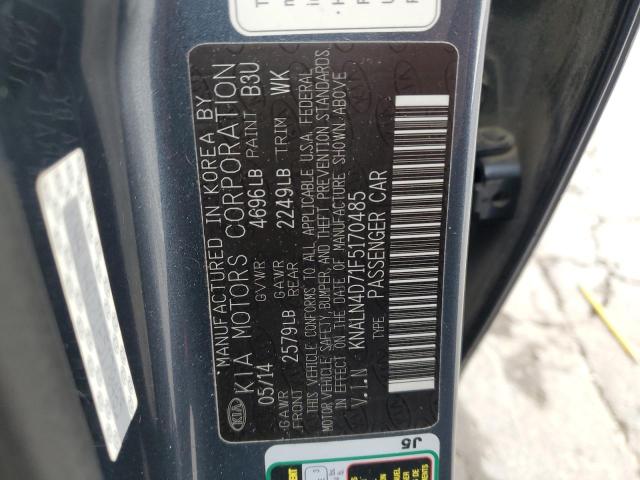 MANUFACTURED IN KOREA BY
KIA KIA MOTORS CORPORATION
05/14 GVWR 4696LB PAINT B3U
GAWR FRONT 2579LB GAWR REAR 2249LB TRIM WK
THIS VEHICLE CONFORMS TO ALL APPLICABLE U.S.A. FEDERAL
MOTOR VEHICLE SAFETY, BUMPER, AND THEFT PREVENTION STANDARDS
IN EFFECT ON THE DATE OF MANUFACTURE SHOWN ABOVE
V.I.N KNALN4D71F5170485
TYPE: PASSENGER CAR
J5